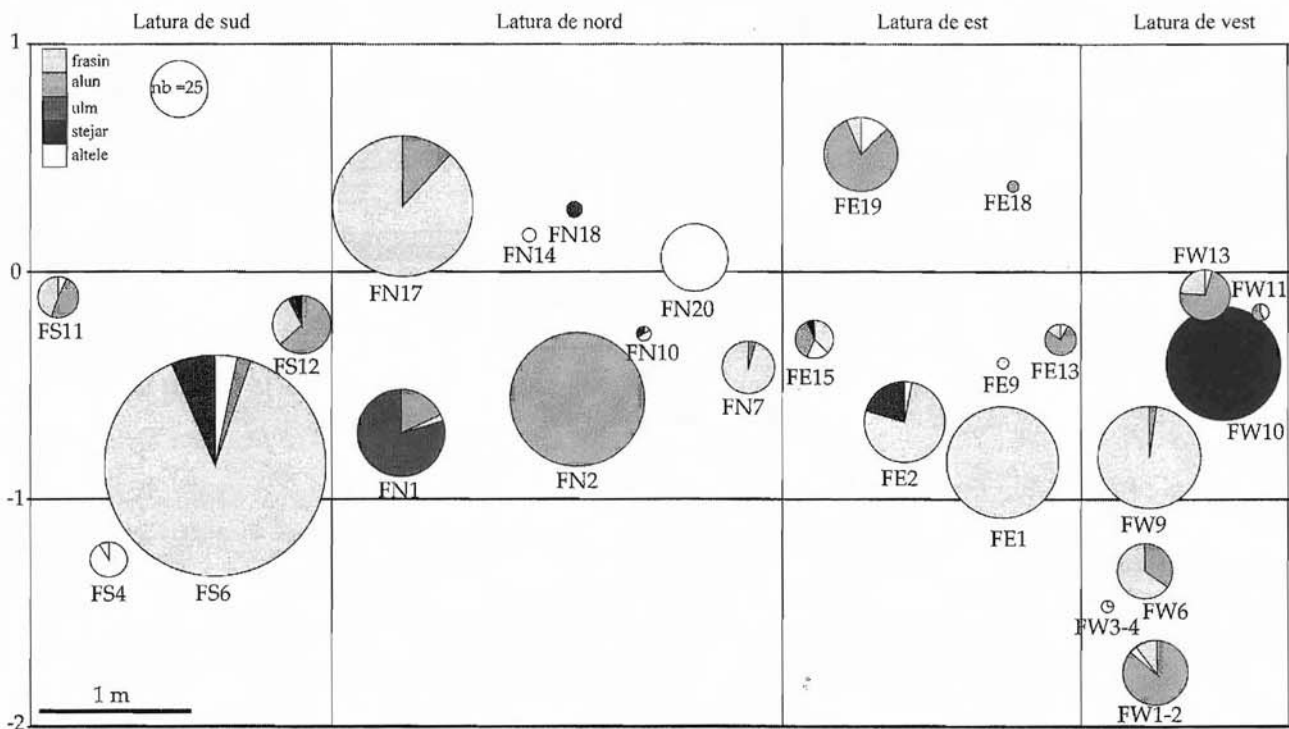 Latura de sud
Latura de nord
Latura de est
Latura de vest
1
frasin
alun
ulm
stejar
altele
nb =25
FE19
FE18
FN14
FN18
0
FN17
FN20
FW13
FW11
FS11
FS12
FN10
FN7
FE15
FE9
FE13
FW10
FN1
FN2
FE2
FE1
FW9
-1
FS4
FS6
FW6
FW3-4
1 m
FW1-2
-2